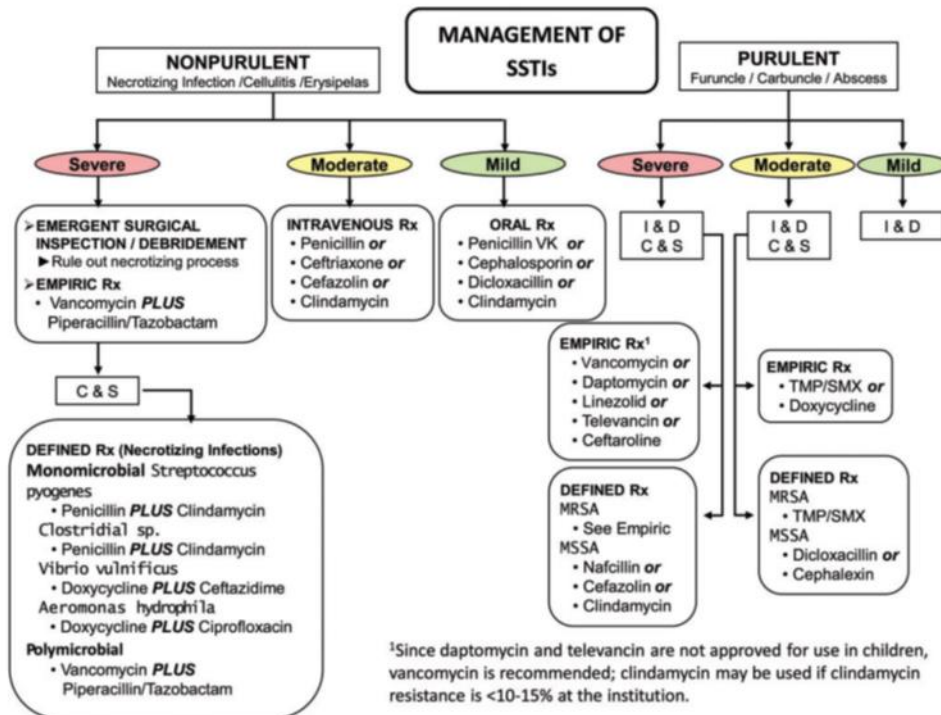 MANAGEMENT OF
SSTIs
NONPURULENT
Necrotizing Infection /Cellulitis /Erysipelas
Severe
Moderate
Mild
➢EMERGENT SURGICAL
INSPECTION / DEBRIDEMENT
►Rule out necrotizing process
➢EMPIRIC Rx
• Vancomycin PLUS
Piperacillin/Tazobactam
INTRAVENOUS Rx
• Penicillin or
• Ceftriaxone or
• Cefazolin or
• Clindamycin
ORAL Rx
• Penicillin VK or
• Cephalosporin or
• Dicloxacillin or
• Clindamycin
C & S
DEFINED Rx (Necrotizing Infections)
Monomicrobial Streptococcus
pyogenes
• Penicillin PLUS Clindamycin
Clostridial sp.
• Penicillin PLUS Clindamycin
Vibrio vulnificus
• Doxycycline PLUS Ceftazidime
Aeromonas hydrophila
• Doxycycline PLUS Ciprofloxacin
Polymicrobial
• Vancomycin PLUS
Piperacillin/Tazobactam
PURULENT
Furuncle / Carbuncle / Abscess
Severe
Moderate
Mild
I & D
C & S
I & D
C & S
I & D
EMPIRIC Rx¹
• Vancomycin or
• Daptomycin or
• Linezolid or
• Televancin or
• Ceftaroline
EMPIRIC Rx
• TMP/SMX or
• Doxycycline
DEFINED Rx
MRSA
• See Empiric
MSSA
• Nafcillin or
• Cefazolin or
• Clindamycin
DEFINED Rx
MRSA
• TMP/SMX
MSSA
• Dicloxacillin or
• Cephalexin
¹Since daptomycin and televancin are not approved for use in children,
vancomycin is recommended; clindamycin may be used if clindamycin
resistance is <10-15% at the institution.